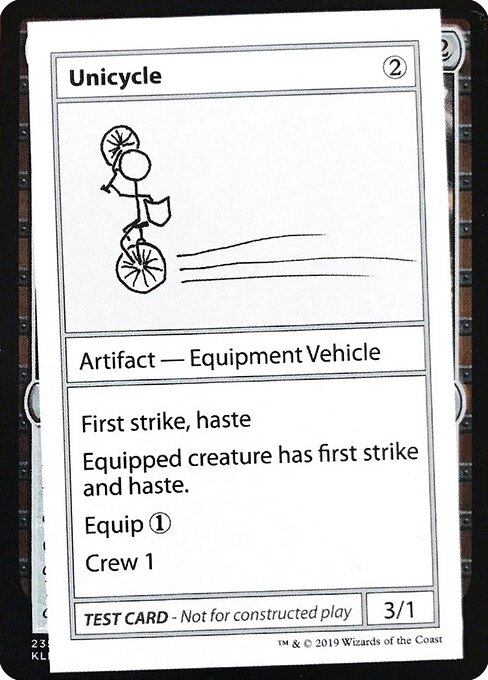 Unicycle 2
2
Artifact — Equipment Vehicle
First strike, haste
Equipped creature has first strike
and haste.
Equip 1
Crew 1
TEST CARD - Not for constructed play 3/1
™ & © 2019 Wizards of the Coast